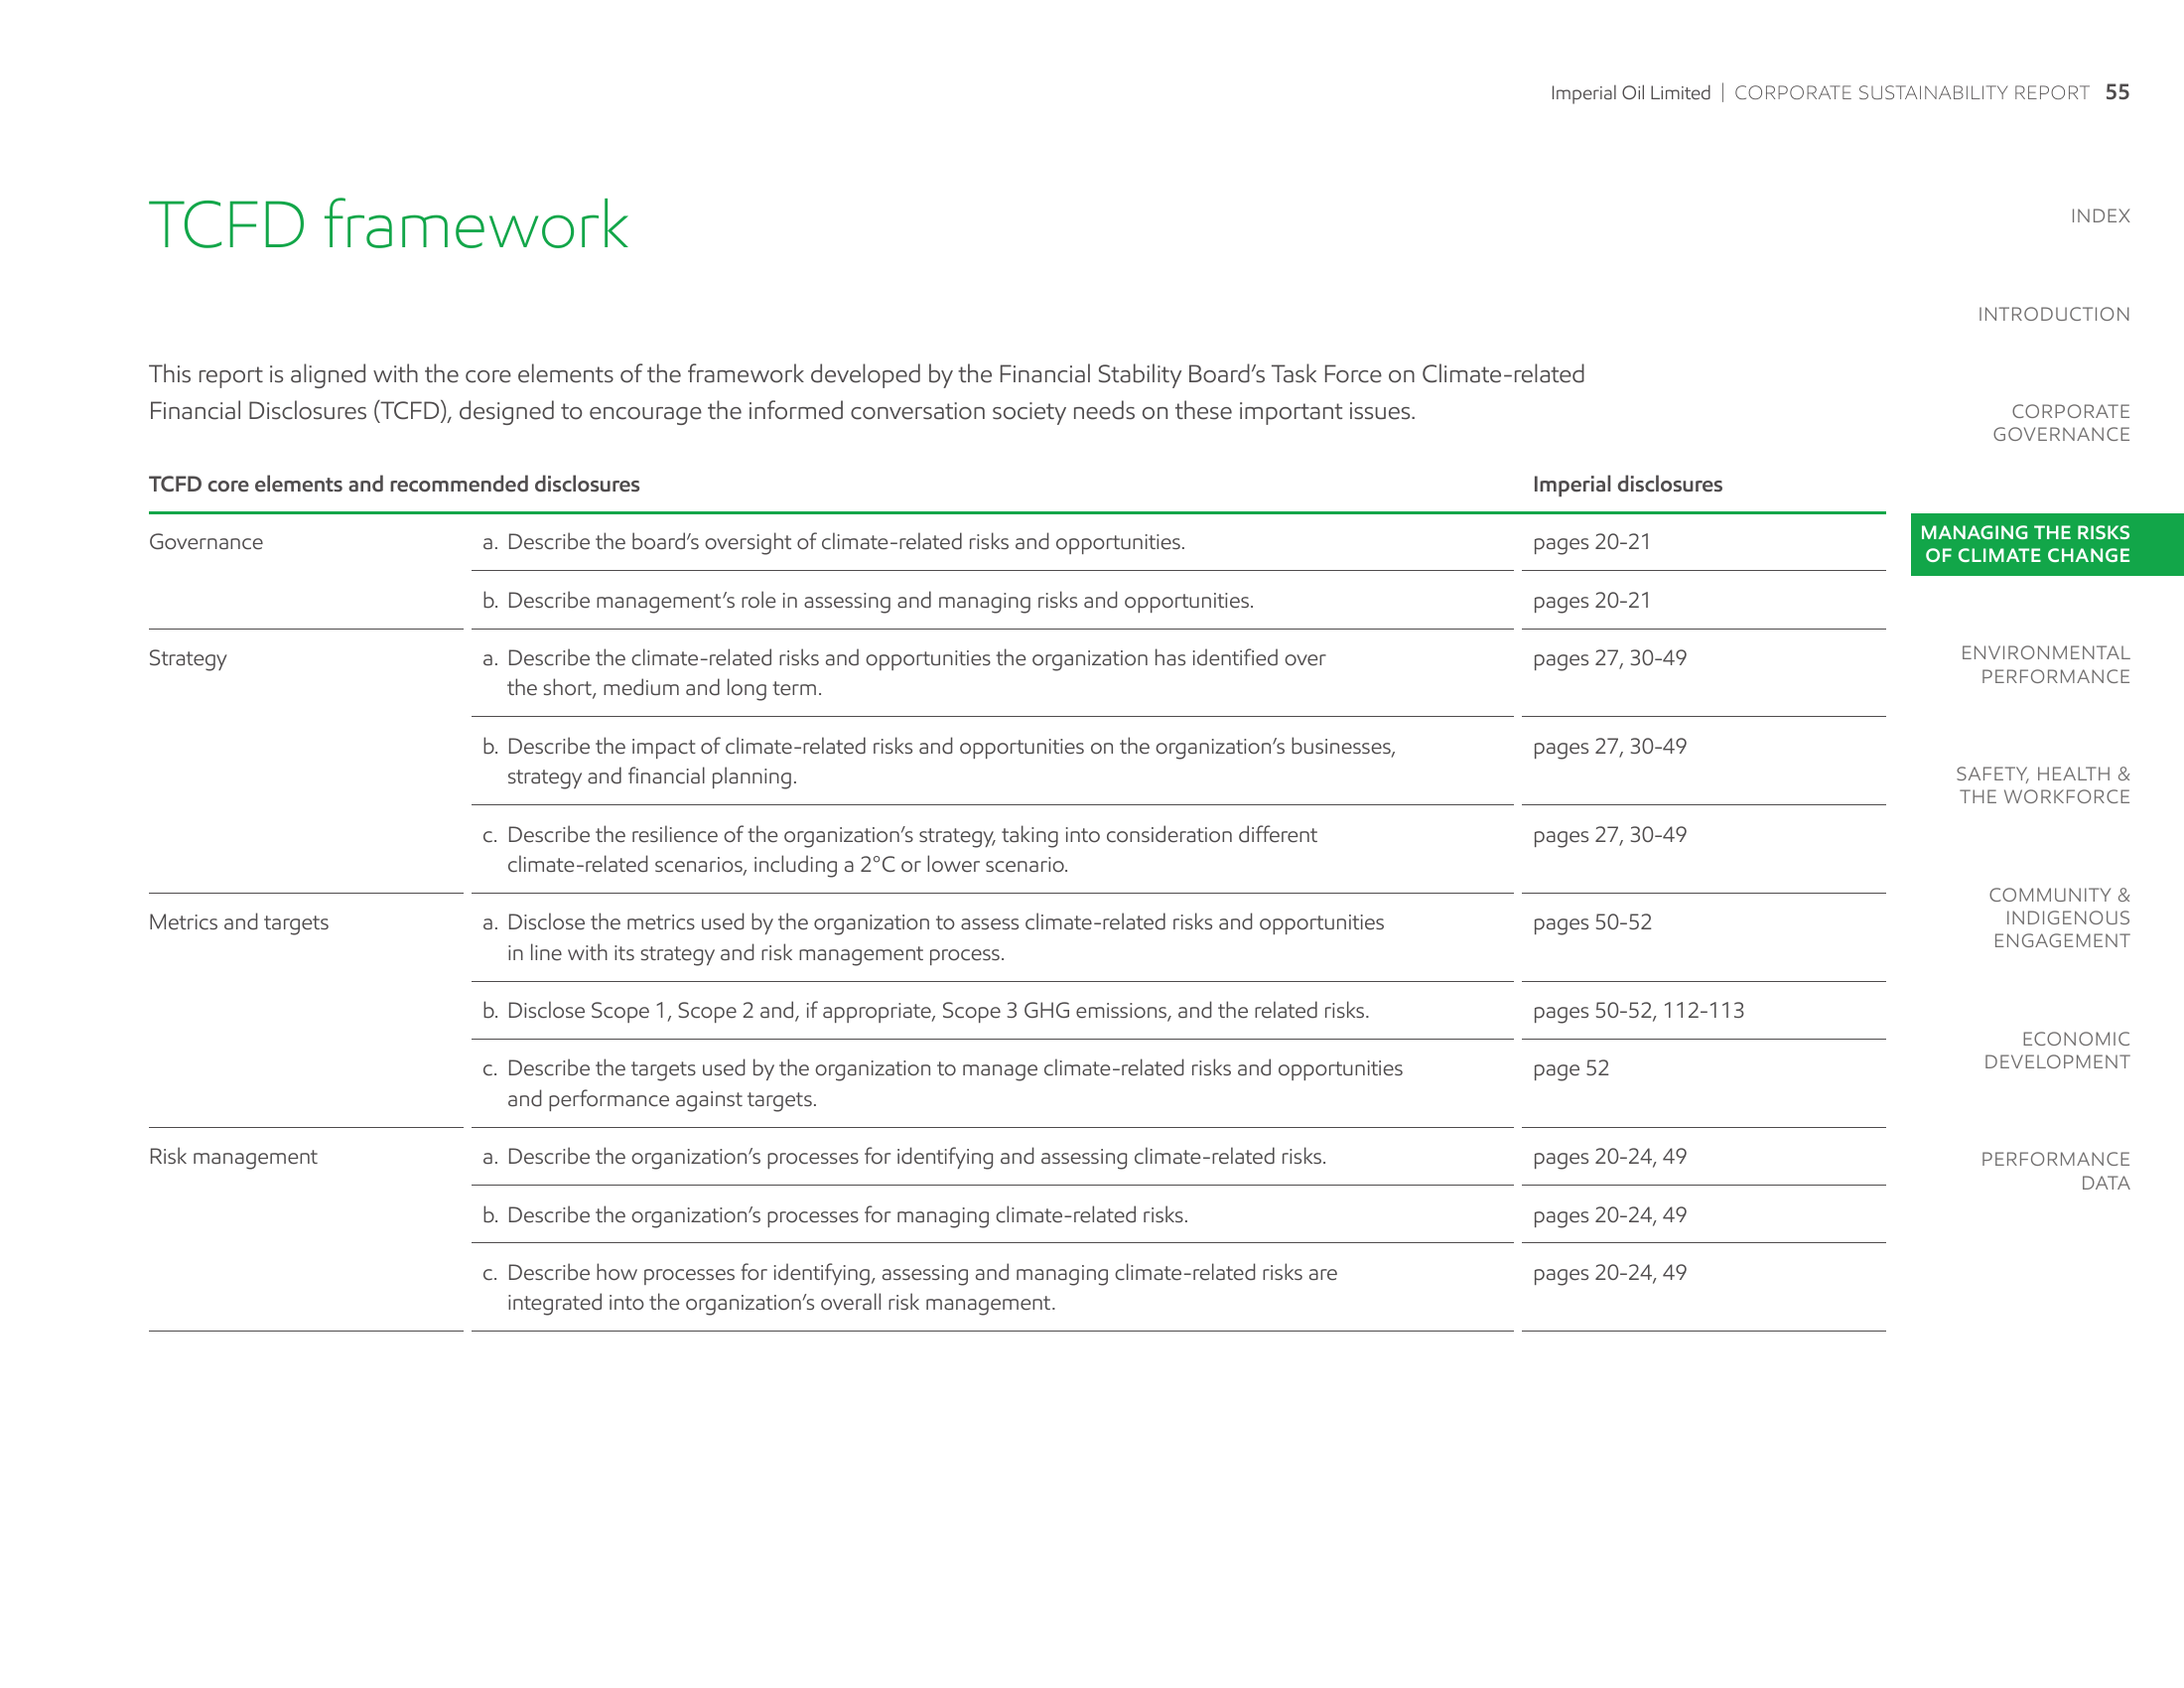 Imperial Oil Limited | CORPORATE SUSTAINABILITY REPORT 55
TCFD framework
This report is aligned with the core elements of the framework developed by the Financial Stability Board’s Task Force on Climate-related
Financial Disclosures (TCFD), designed to encourage the informed conversation society needs on these important issues.
TCFD core elements and recommended disclosures Imperial disclosures
Governance a. Describe the board’s oversight of climate-related risks and opportunities. pages 20-21
b. Describe management’s role in assessing and managing risks and opportunities. pages 20-21
Strategy a. Describe the climate-related risks and opportunities the organization has identified over pages 27, 30-49
the short, medium and long term.
b. Describe the impact of climate-related risks and opportunities on the organization’s businesses, pages 27, 30-49
strategy and financial planning.
c. Describe the resilience of the organization’s strategy, taking into consideration different pages 27, 30-49
climate-related scenarios, including a 2°C or lower scenario.
Metrics and targets a. Disclose the metrics used by the organization to assess climate-related risks and opportunities pages 50-52
in line with its strategy and risk management process.
b. Disclose Scope 1, Scope 2 and, if appropriate, Scope 3 GHG emissions, and the related risks. pages 50-52, 112-113
c. Describe the targets used by the organization to manage climate-related risks and opportunities page 52
and performance against targets.
Risk management a. Describe the organization’s processes for identifying and assessing climate-related risks. pages 20-24, 49
b. Describe the organization’s processes for managing climate-related risks. pages 20-24, 49
c. Describe how processes for identifying, assessing and managing climate-related risks are pages 20-24, 49
integrated into the organization’s overall risk management.
INDEX
INTRODUCTION
CORPORATE
GOVERNANCE
MANAGING THE RISKS
OF CLIMATE CHANGE
ENVIRONMENTAL
PERFORMANCE
SAFETY, HEALTH &
THE WORKFORCE
COMMUNITY &
INDIGENOUS
ENGAGEMENT
ECONOMIC
DEVELOPMENT
PERFORMANCE
DATA